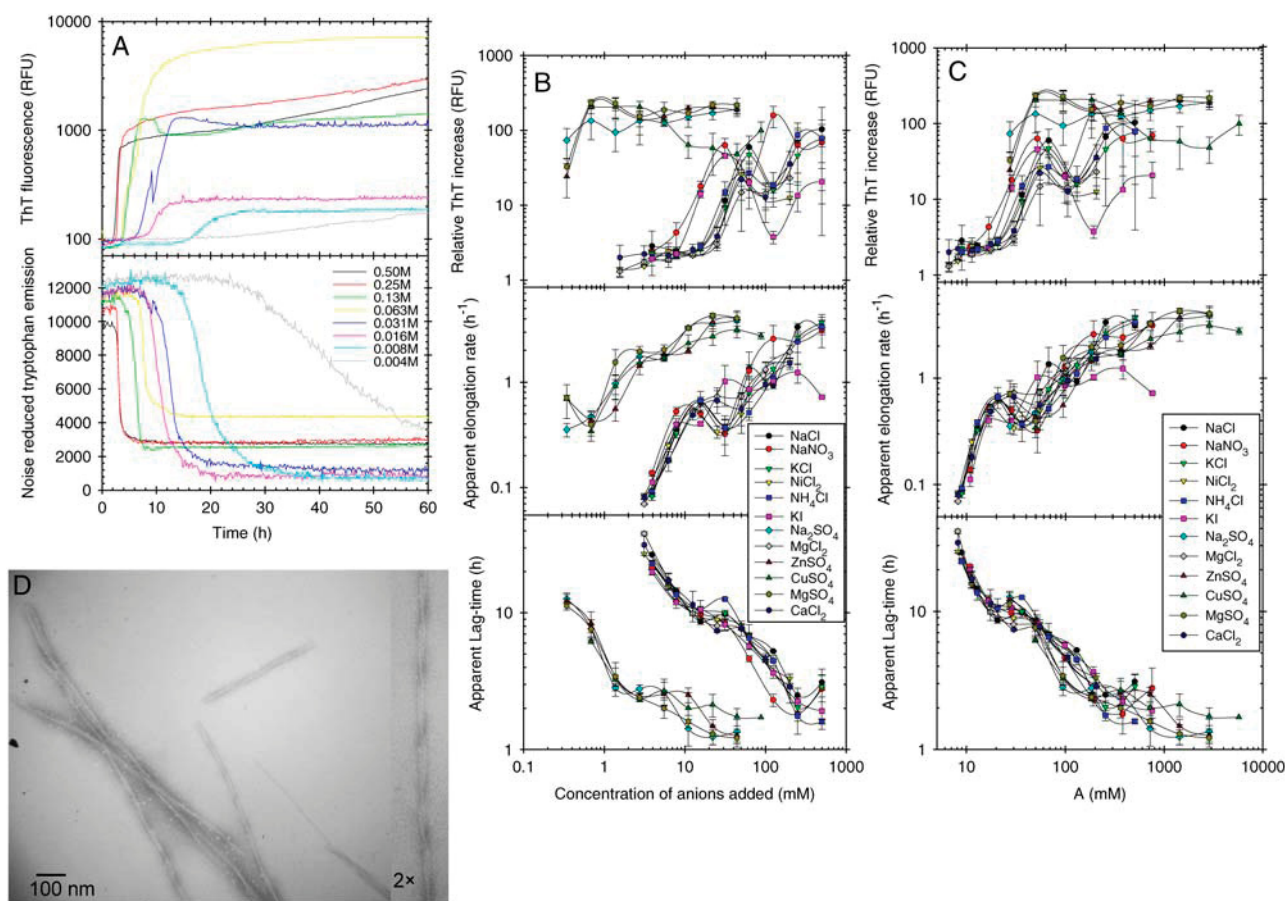 A
ThT fluorescence (RFU)
10000
1000
100
Noise reduced tryptophan emission
12000
10000
8000
6000
4000
2000
0
0.50M
0.25M
0.13M
0.063M
0.031M
0.016M
0.008M
0.004M
0
10
20
30
40
50
60
Time (h)
B
Relative ThT increase (RFU)
1000
100
10
1
Apparent elongation rate (h⁻¹)
1
0.1
Apparent Lag-time (h)
10
1
NaCl
NaNO₃
KCl
NiCl₂
NH₄Cl
KI
Na₂SO₄
MgCl₂
ZnSO₄
CuSO₄
MgSO₄
CaCl₂
0.1
1
10
100
1000
Concentration of anions added (mM)
C
Relative ThT increase (RFU)
1000
100
10
1
Apparent elongation rate (h⁻¹)
1
0.1
Apparent Lag-time (h)
10
1
NaCl
NaNO₃
KCl
NiCl₂
NH₄Cl
KI
Na₂SO₄
MgCl₂
ZnSO₄
CuSO₄
MgSO₄
CaCl₂
10
100
1000
10000
A (mM)
D
100 nm
2×